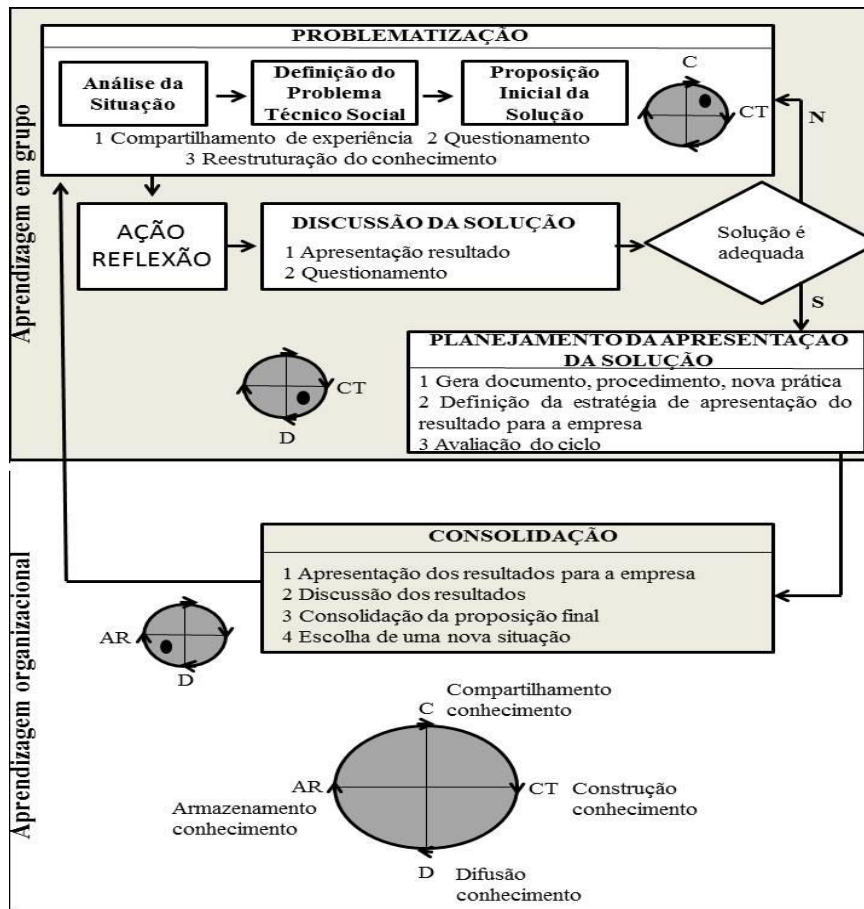 Aprendizagem em grupo
PROBLEMATIZAÇÃO
Análise da
Situação
Definição do
Problema
Técnico Social
Proposição
Inicial da
Solução
C
CT
N
1 Compartilhamento de experiência 2 Questionamento
3 Reestruturação do conhecimento
AÇÃO
REFLEXÃO
DISCUSSÃO DA SOLUÇÃO
1 Apresentação resultado
2 Questionamento
Solução é
adequada
S
PLANEJAMENTO DA APRESENTAÇÃO
DA SOLUÇÃO
1 Gera documento, procedimento, nova prática
2 Definição da estratégia de apresentação do
resultado para a empresa
3 Avaliação do ciclo
CT
D
Aprendizagem organizacional
CONSOLIDAÇÃO
1 Apresentação dos resultados para a empresa
2 Discussão dos resultados
3 Consolidação da proposição final
4 Escolha de uma nova situação
AR
D
C
Compartilhamento
conhecimento
AR
Armazenamento
conhecimento
CT
Construção
conhecimento
D
Difusão
conhecimento